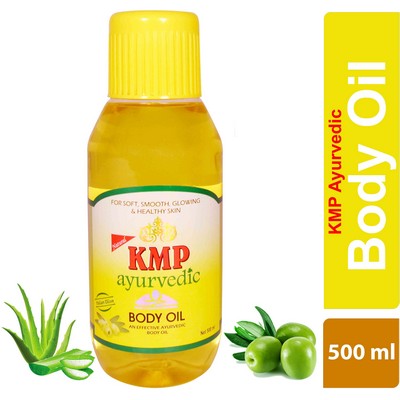 FOR SOFT, SMOOTH, GLOWING
& HEALTHY SKIN
Natural
KMP
ayurvedic
BODY OIL
AN EFFECTIVE AYURVEDIC
BODY OIL
KMP Ayurvedic
Body Oil
500 ml